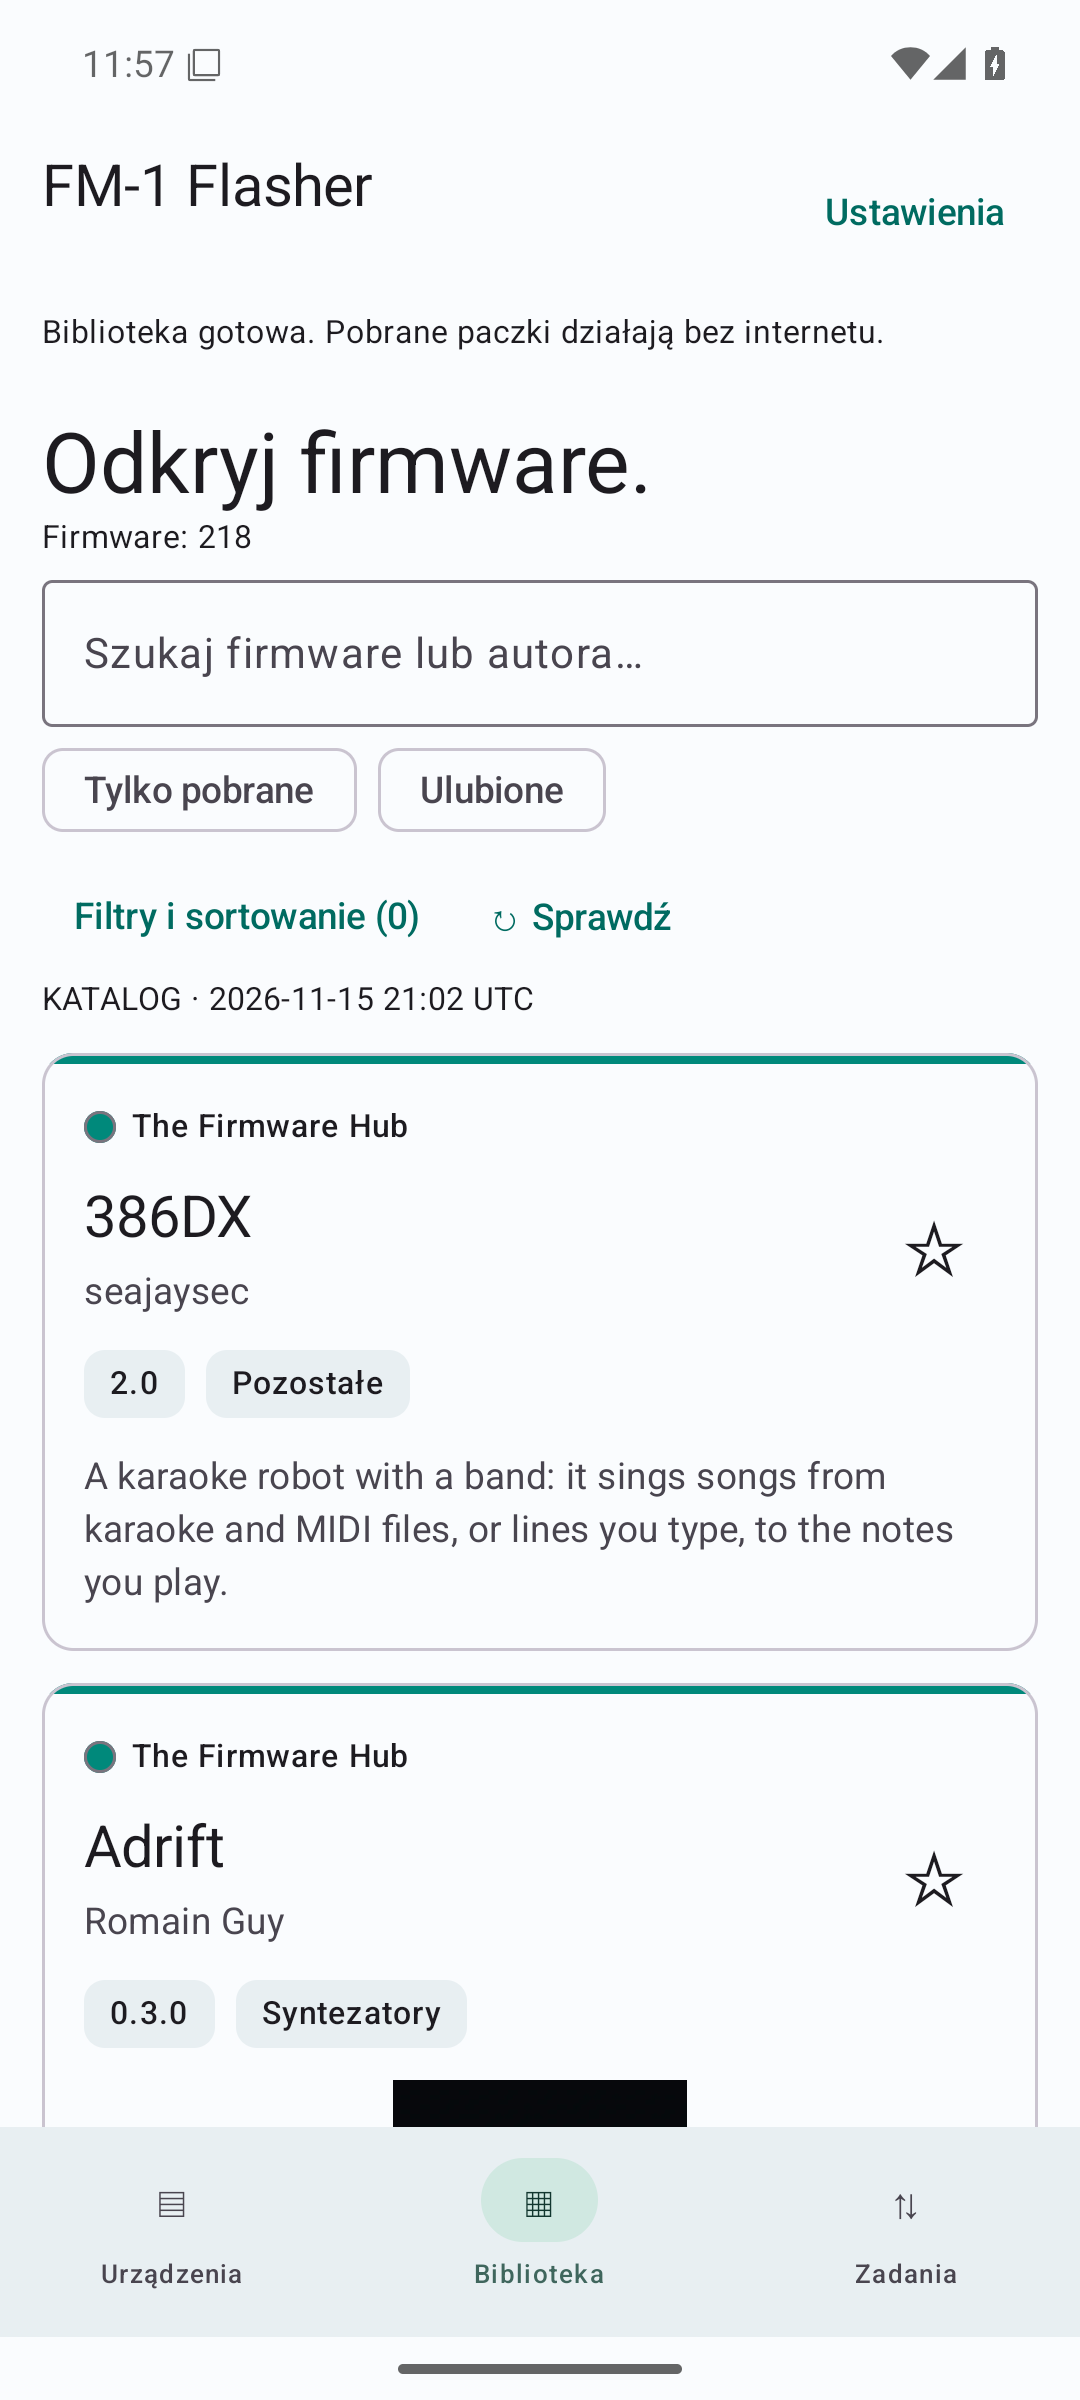 11:57
FM-1 Flasher
Ustawienia
Biblioteka gotowa. Pobrane paczki działają bez internetu.
Odkryj firmware.
Firmware: 218
Szukaj firmware lub autora…
Tylko pobrane
Ulubione
Filtry i sortowanie (0)
↻ Sprawdź
KATALOG · 2026-11-15 21:02 UTC
The Firmware Hub
386DX
seajaysec
2.0
Pozostałe
A karaoke robot with a band: it sings songs from
karaoke and MIDI files, or lines you type, to the notes
you play.
The Firmware Hub
Adrift
Romain Guy
0.3.0
Syntezatory
Urządzenia
Biblioteka
Zadania